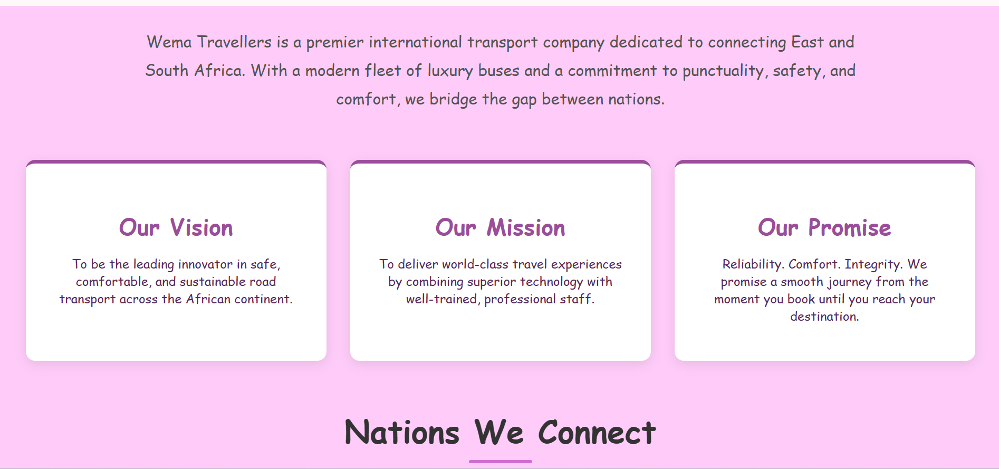 Wema Travellers is a premier international transport company dedicated to connecting East and
South Africa. With a modern fleet of luxury buses and a commitment to punctuality, safety, and
comfort, we bridge the gap between nations.
Our Vision
To be the leading innovator in safe,
comfortable, and sustainable road
transport across the African continent.
Our Mission
To deliver world-class travel experiences
by combining superior technology with
well-trained, professional staff.
Our Promise
Reliability. Comfort. Integrity. We
promise a smooth journey from the
moment you book until you reach your
destination.
Nations We Connect